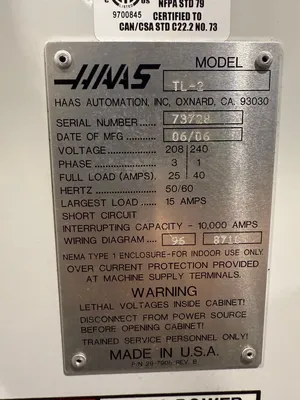 NFPA STD 79
9700845 CERTIFIED TO
CAN/CSA STD C22.2 NO. 73
HAAS MODEL
TL-2
HAAS AUTOMATION, INC, OXNARD, CA. 93030
SERIAL NUMBER 73728
DATE OF MFG 06/06
VOLTAGE 208 240
PHASE 3 1
FULL LOAD (AMPS) 25 40
HERTZ 50/60
LARGEST LOAD 15 AMPS
SHORT CIRCUIT
INTERRUPTING CAPACITY - 10,000 AMPS
WIRING DIAGRAM 96
NEMA TYPE 1 ENCLOSURE-FOR INDOOR USE ONLY
OVER CURRENT PROTECTION PROVIDED
AT MACHINE SUPPLY TERMINALS.
WARNING
LETHAL VOLTAGES INSIDE CABINET!
DISCONNECT FROM POWER SOURCE
BEFORE OPENING CABINET!
TRAINED SERVICE PERSONNEL ONLY!
MADE IN U.S.A.
P/N 29-7905 REV. B
POWER